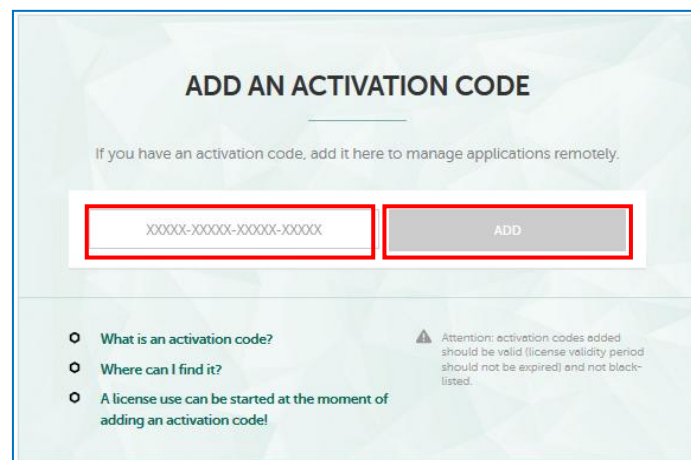 ADD AN ACTIVATION CODE
If you have an activation code, add it here to manage applications remotely.
XXXXX-XXXXX-XXXXX-XXXXX
ADD
What is an activation code?
Where can I find it?
A license use can be started at the moment of
adding an activation code!
Attention: activation codes added
should be valid (license validity period
should not be expired) and not black-
listed.